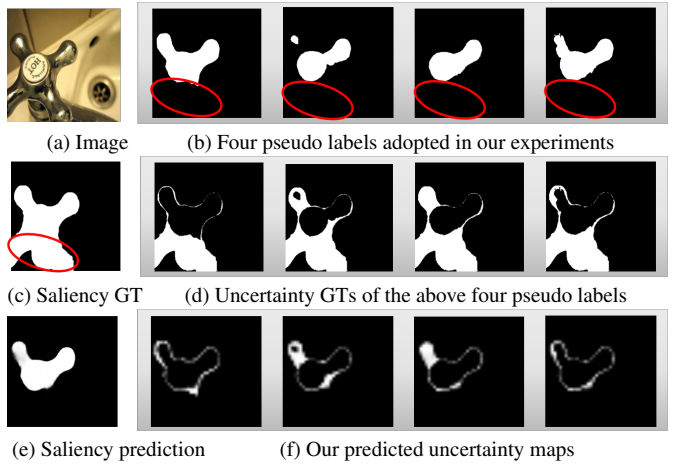 HOT
(a) Image
(b) Four pseudo labels adopted in our experiments
(c) Saliency GT
(d) Uncertainty GTs of the above four pseudo labels
(e) Saliency prediction
(f) Our predicted uncertainty maps